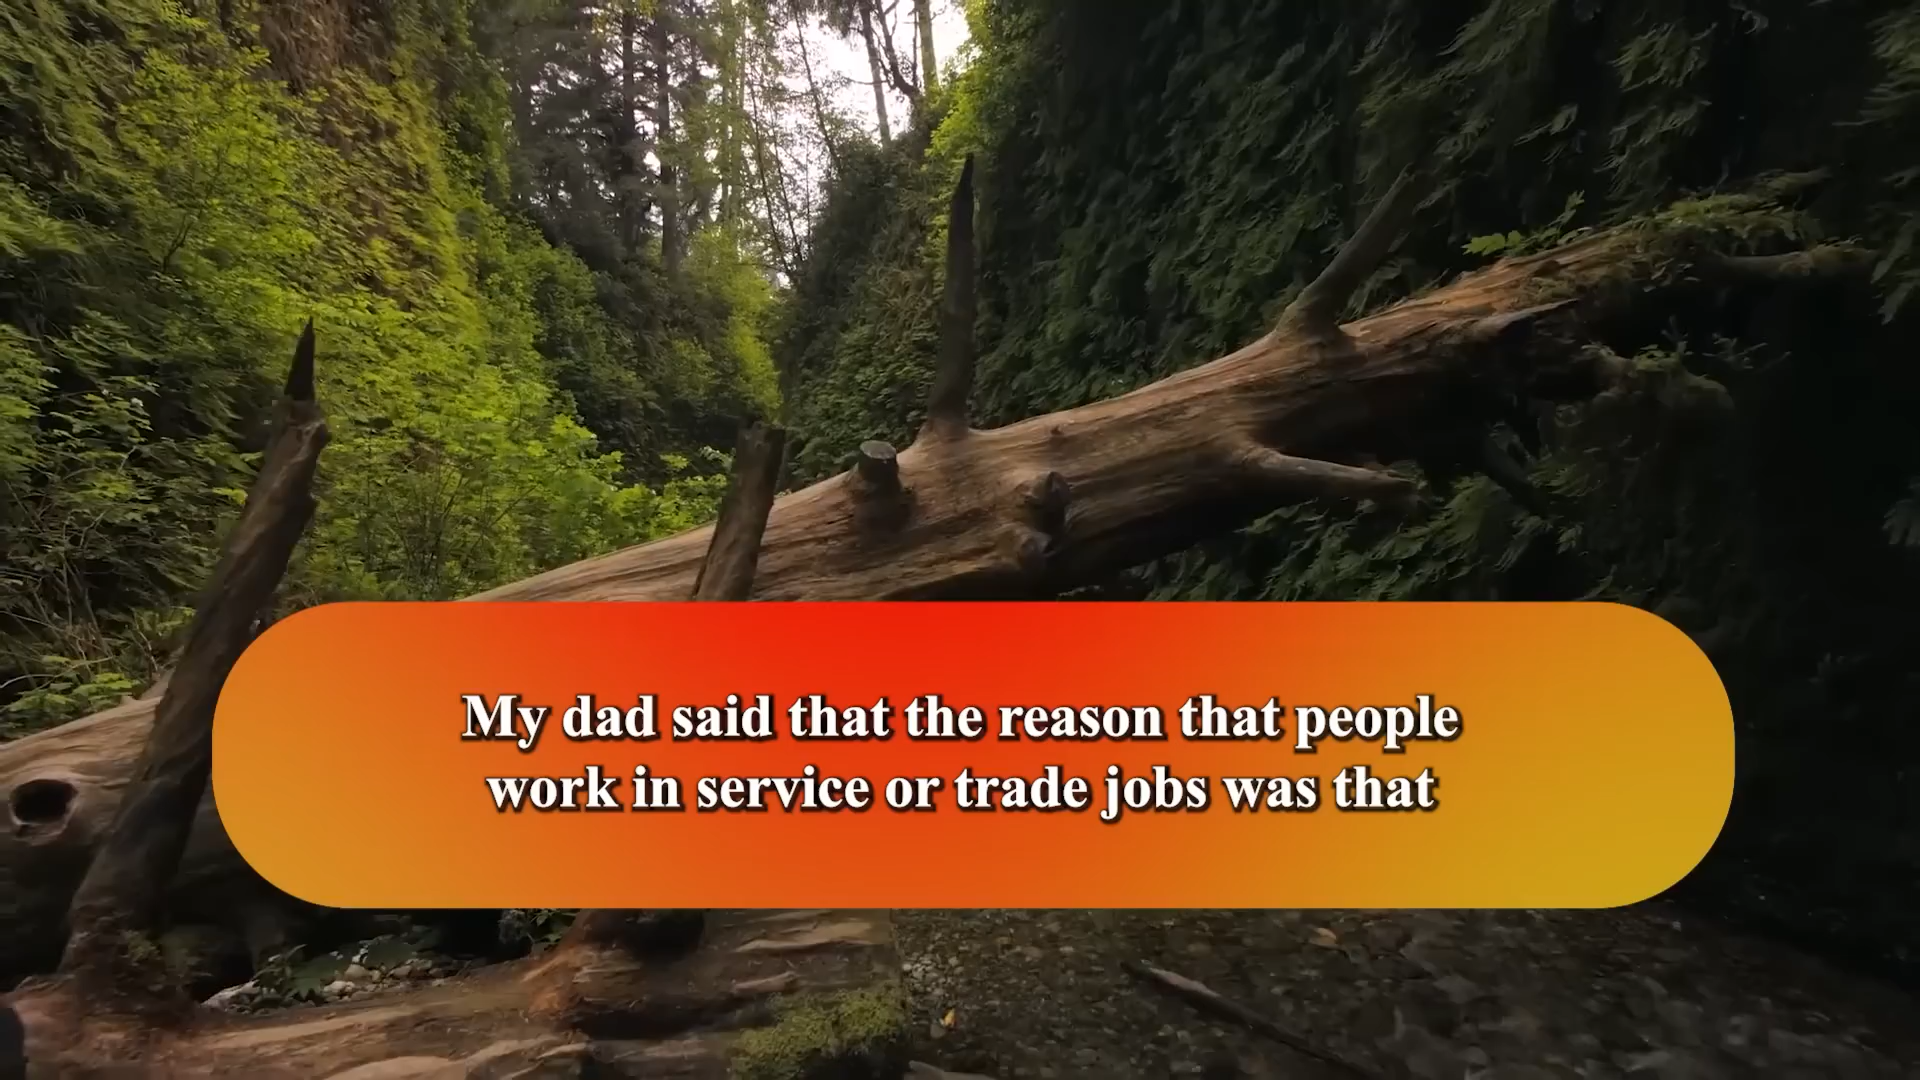 My dad said that the reason that people
work in service or trade jobs was that